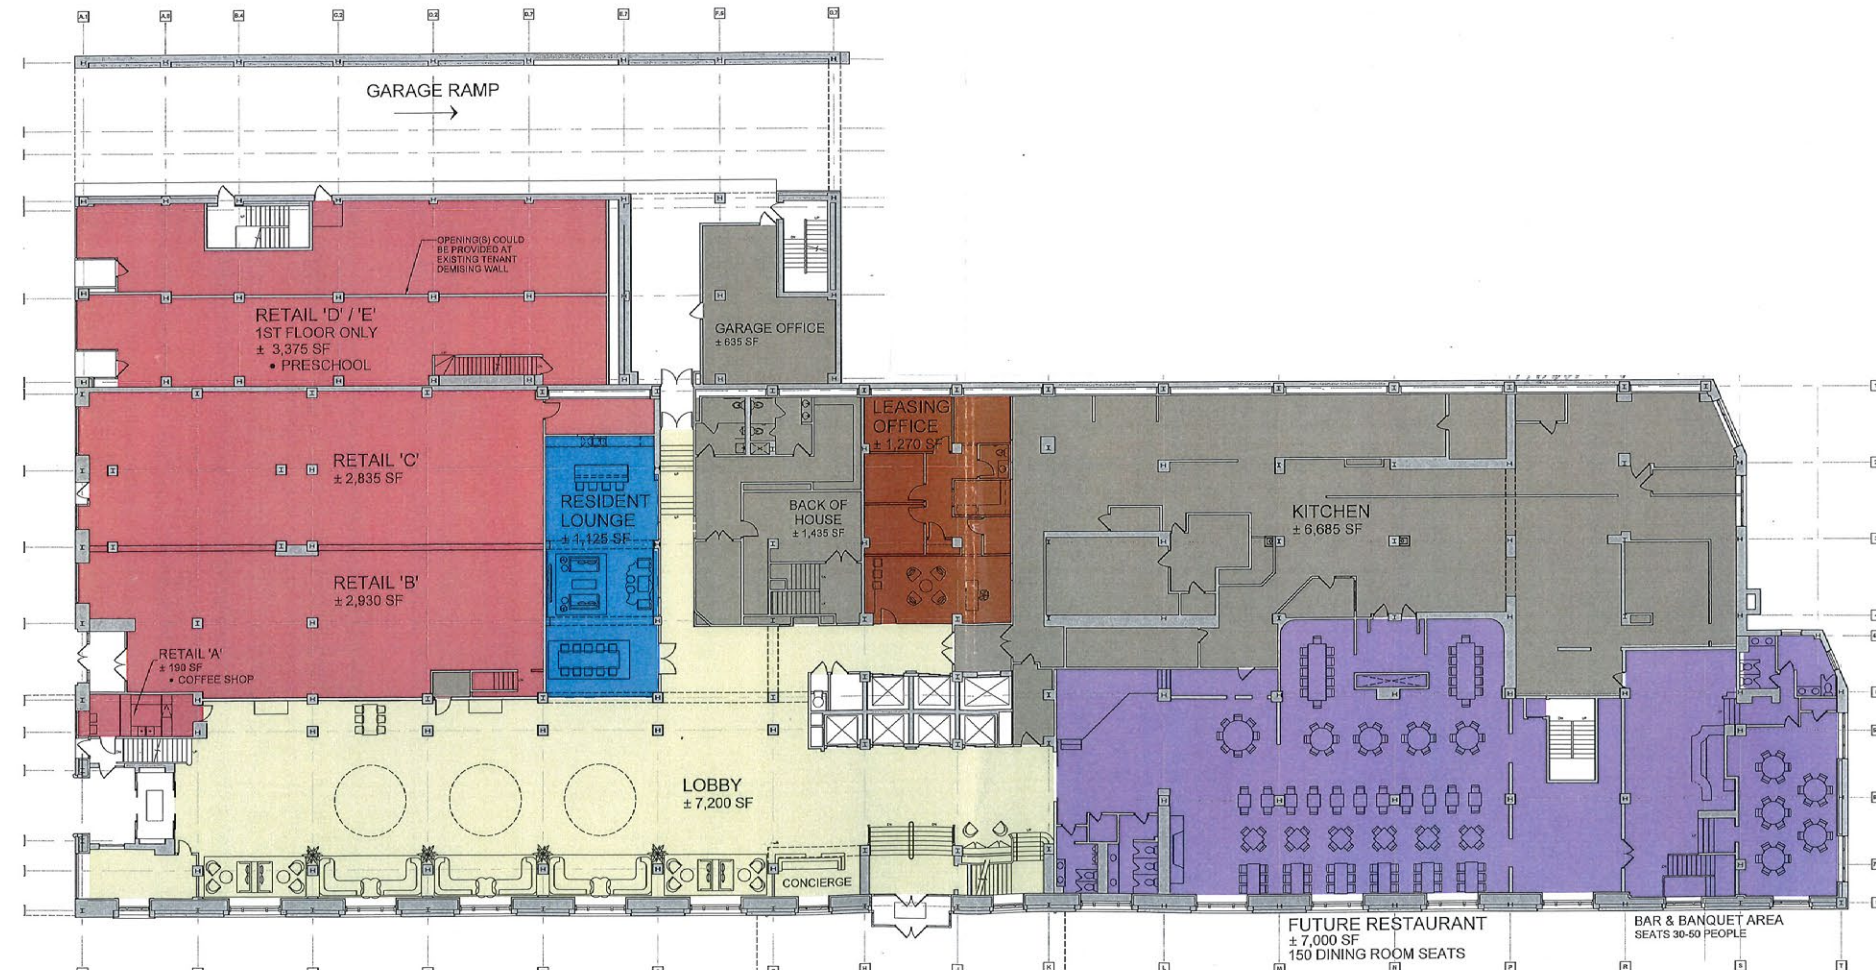 GARAGE RAMP
OPENING(S) COULD
BE PROVIDED AT
EXISTING TENANT
DEMISING WALL
RETAIL 'D' / 'E'
1ST FLOOR ONLY
± 3,375 SF
• PRESCHOOL
GARAGE OFFICE
± 635 SF
LEASING
OFFICE
± 1,270 SF
RETAIL 'C'
± 2,835 SF
RESIDENT
LOUNGE
± 1,125 SF
BACK OF
HOUSE
± 1,435 SF
KITCHEN
± 6,685 SF
RETAIL 'B'
± 2,930 SF
RETAIL 'A'
± 190 SF
• COFFEE SHOP
LOBBY
± 7,200 SF
CONCIERGE
FUTURE RESTAURANT
± 7,000 SF
150 DINING ROOM SEATS
BAR & BANQUET AREA
SEATS 30-50 PEOPLE